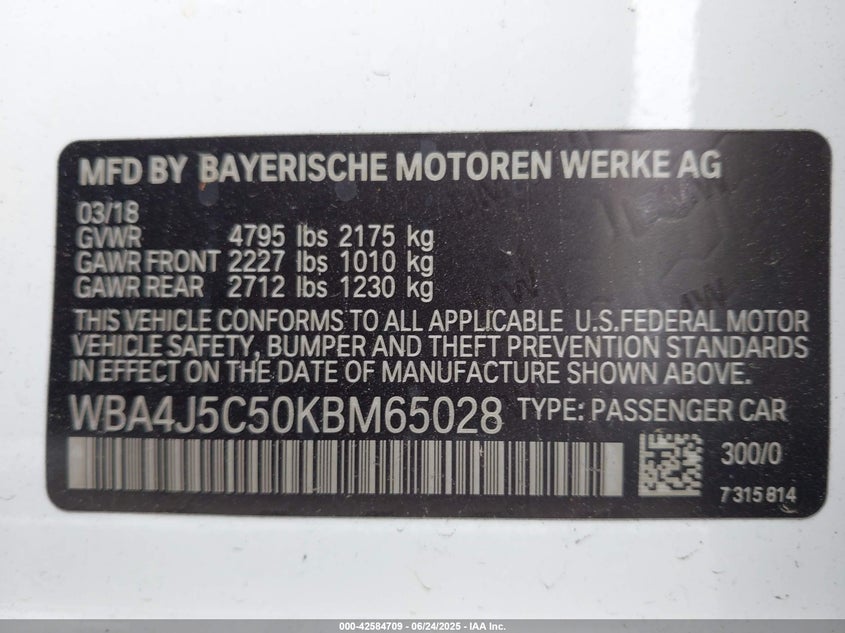 MFD BY BAYERISCHE MOTOREN WERKE AG
03/18
GVWR 4795 lbs 2175 kg
GAWR FRONT 2227 lbs 1010 kg
GAWR REAR 2712 lbs 1230 kg
THIS VEHICLE CONFORMS TO ALL APPLICABLE U.S.FEDERAL MOTOR
VEHICLE SAFETY, BUMPER AND THEFT PREVENTION STANDARDS
IN EFFECT ON THE DATE OF MANUFACTURE SHOWN ABOVE.
WBA4J5C50KBM65028 TYPE: PASSENGER CAR
300/0
7 315 814
000-42584709 - 06/24/2025 - IAA Inc.